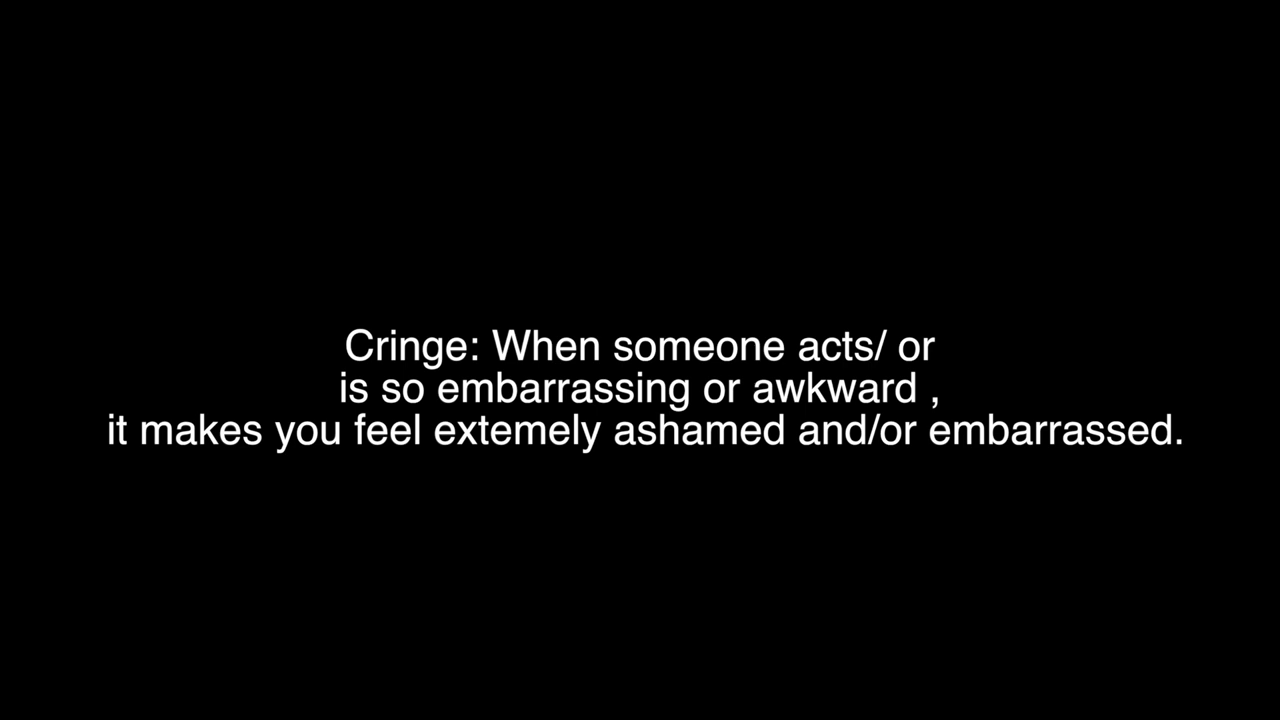 Cringe: When someone acts/ or
is so embarrassing or awkward ,
it makes you feel extemely ashamed and/or embarrassed.